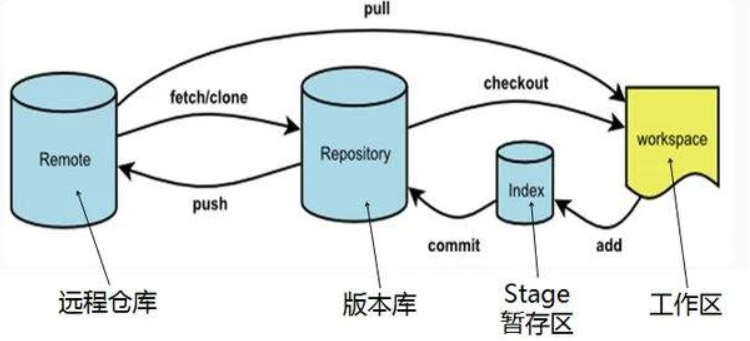 pull
fetch/clone
checkout
Remote
Repository
Index
workspace
push
commit
add
远程仓库
版本库
Stage
暂存区
工作区